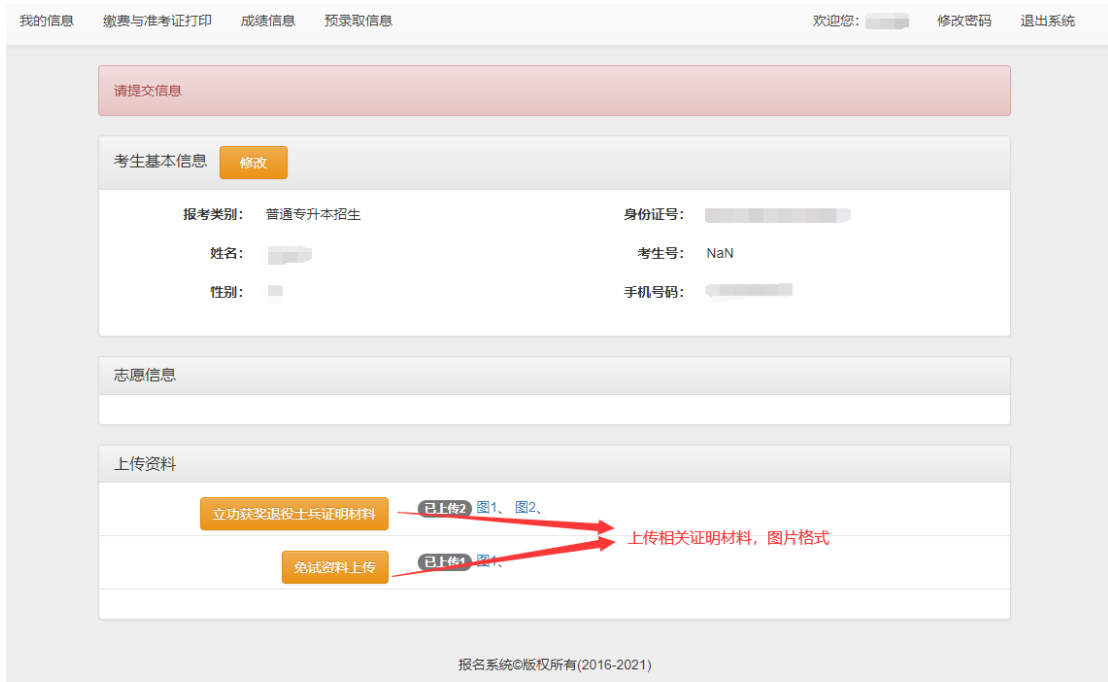 我的信息 缴费与准考证打印 成绩信息 预录取信息 欢迎您： 修改密码 退出系统
请提交信息
考生基本信息 修改
报考类别： 普通专升本招生 身份证号：
姓名： 考生号： NaN
性别： 手机号码：
志愿信息
上传资料
立功获奖退役士兵证明材料 已上传2 图1、 图2、
上传相关证明材料，图片格式
免试资料上传 已上传1 图1、
报名系统©版权所有(2016-2021)